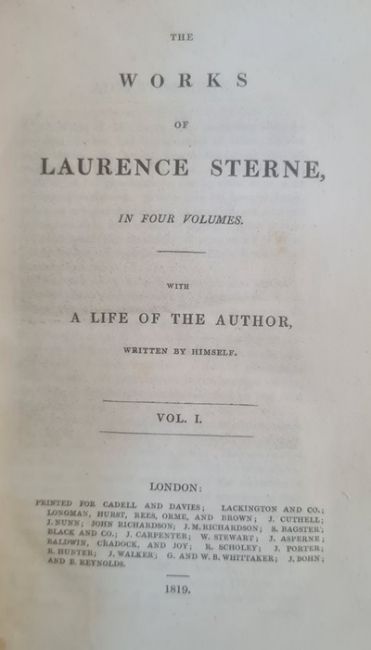 THE
WORKS
OF
LAURENCE STERNE,
IN FOUR VOLUMES.
WITH
A LIFE OF THE AUTHOR,
WRITTEN BY HIMSELF.
VOL. I.
LONDON:
PRINTED FOR CADELL AND DAVIES; LACKINGTON AND CO.;
LONGMAN, HURST, REES, ORME, AND BROWN; J. CUTHELL;
J. NUNN; JOHN RICHARDSON; J. M. RICHARDSON; S. BAGSTER;
BLACK AND CO.; J. CARPENTER; W. STEWART; J. ASPERNE;
BALDWIN, CRADOCK, AND JOY; R. SCHOLEY; J. PORTER;
R. HUNTER; J. WALKER; G. AND W. B. WHITTAKER; J. BOHN;
AND B. REYNOLDS.
1819.